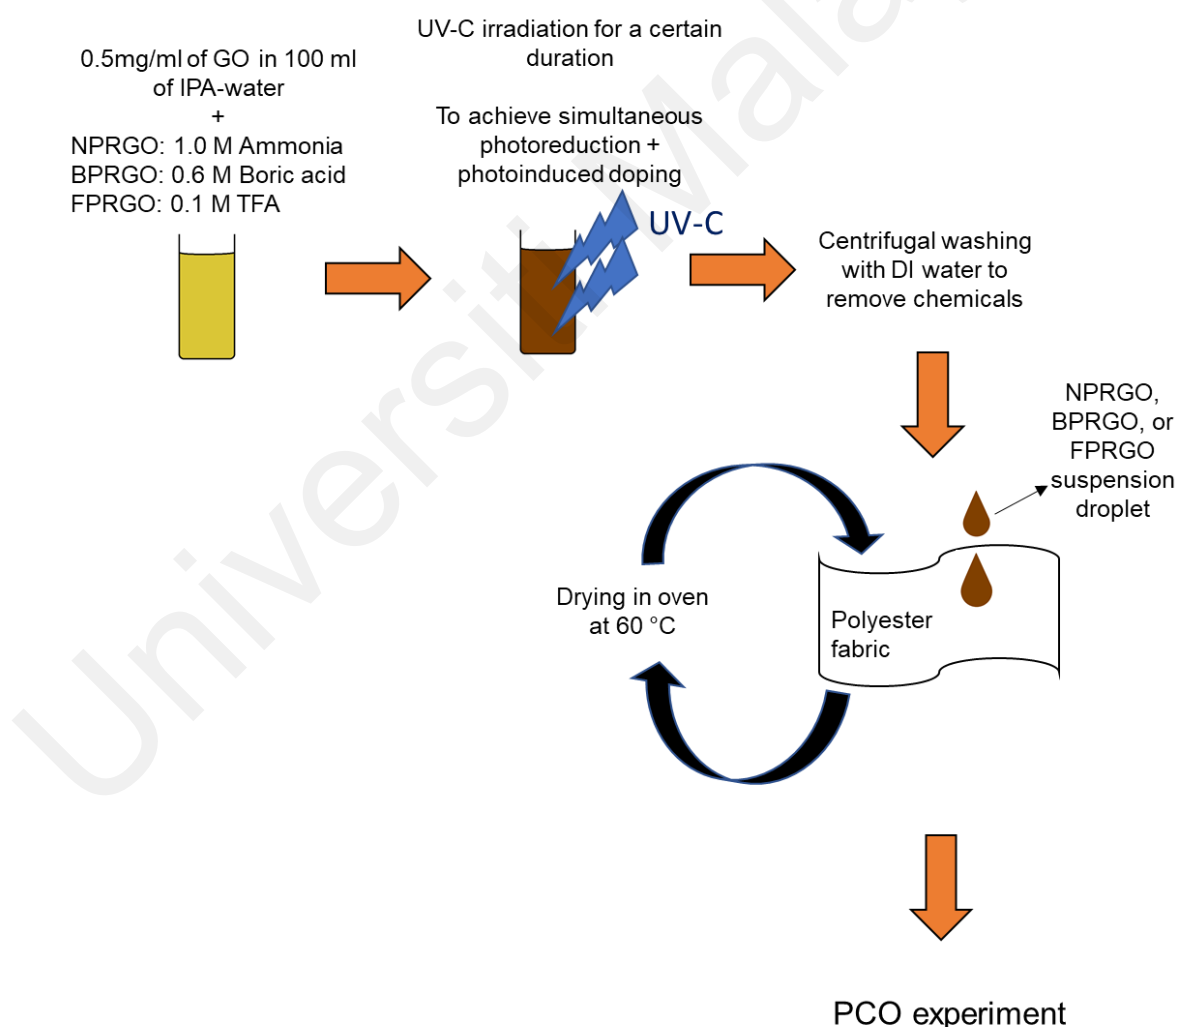 0.5mg/ml of GO in 100 ml
of IPA-water
+
NPRGO: 1.0 M Ammonia
BPRGO: 0.6 M Boric acid
FPRGO: 0.1 M TFA
UV-C irradiation for a certain
duration
To achieve simultaneous
photoreduction +
photoinduced doping
UV-C
Centrifugal washing
with DI water to
remove chemicals
NPRGO,
BPRGO, or
FPRGO
suspension
droplet
Drying in oven
at 60 °C
Polyester
fabric
PCO experiment
Universiti Mala